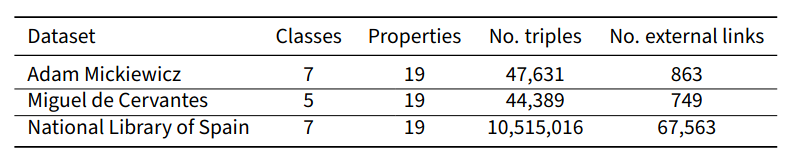 Dataset Classes Properties No. triples No. external links
Adam Mickiewicz 7 19 47,631 863
Miguel de Cervantes 5 19 44,389 749
National Library of Spain 7 19 10,515,016 67,563